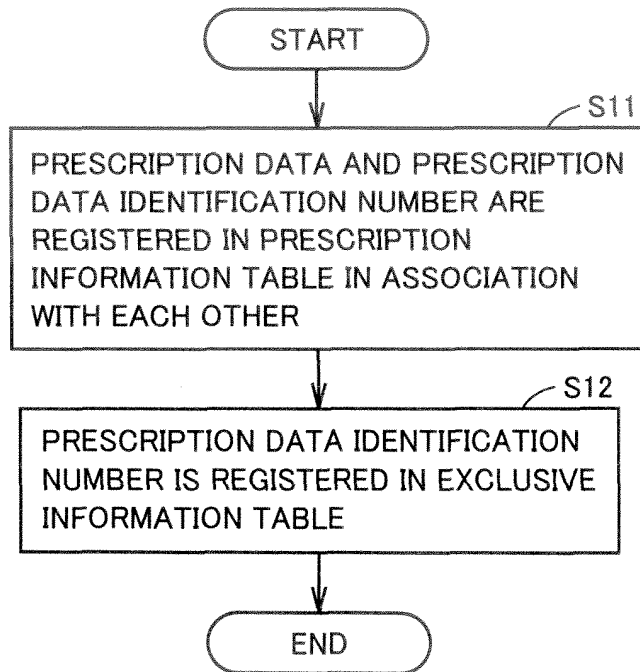 START
S11
PRESCRIPTION DATA AND PRESCRIPTION
DATA IDENTIFICATION NUMBER ARE
REGISTERED IN PRESCRIPTION
INFORMATION TABLE IN ASSOCIATION
WITH EACH OTHER
S12
PRESCRIPTION DATA IDENTIFICATION
NUMBER IS REGISTERED IN EXCLUSIVE
INFORMATION TABLE
END